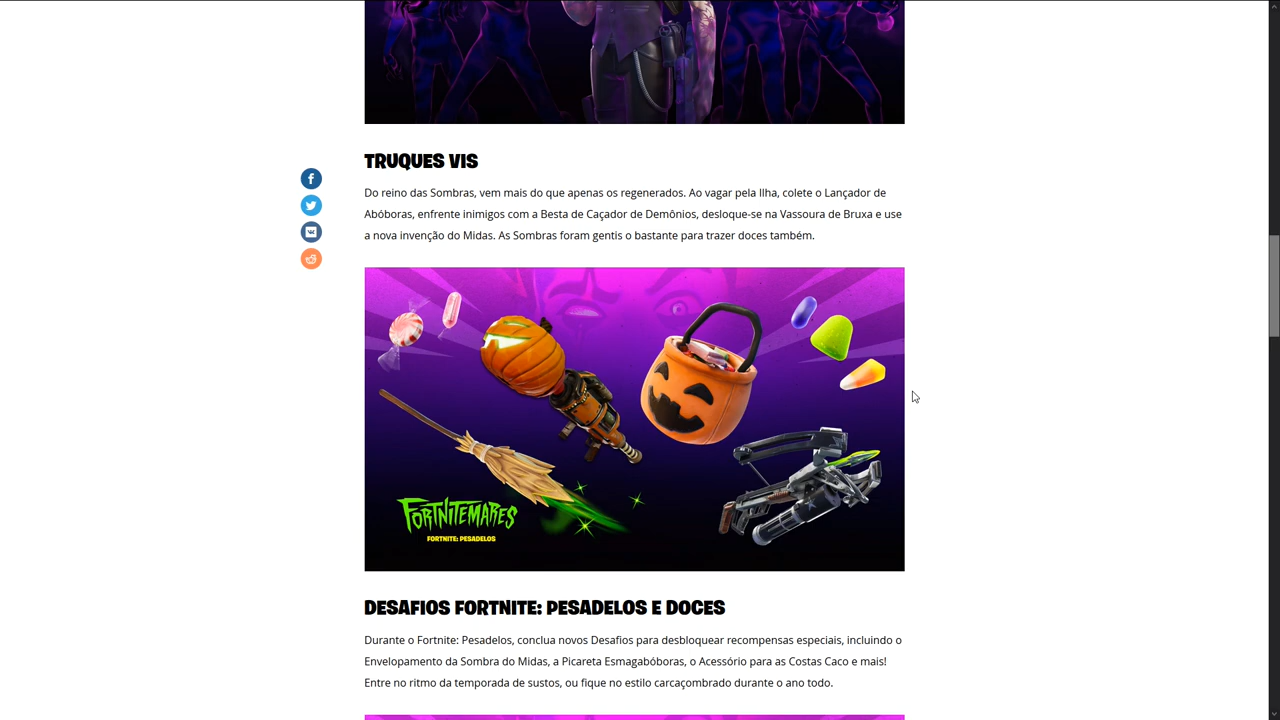 TRUQUES VIS
Do reino das Sombras, vem mais do que apenas os regenerados. Ao vagar pela Ilha, colete o Lançador de
Abóboras, enfrente inimigos com a Besta de Caçador de Demônios, desloque-se na Vassoura de Bruxa e use
a nova invenção do Midas. As Sombras foram gentis o bastante para trazer doces também.
FORTNITEMARES
FORTNITE: PESADELOS
DESAFIOS FORTNITE: PESADELOS E DOCES
Durante o Fortnite: Pesadelos, conclua novos Desafios para desbloquear recompensas especiais, incluindo o
Envelopamento da Sombra do Midas, a Picareta Esmagabóboras, o Acessório para as Costas Caco e mais!
Entre no ritmo da temporada de sustos, ou fique no estilo carcaçombrado durante o ano todo.